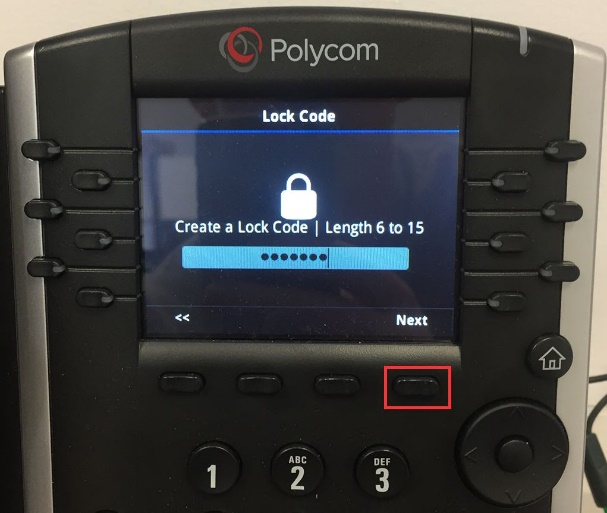 Polycom
Lock Code
Create a Lock Code | Length 6 to 15
•••••••
<< Next
1
ABC
2
DEF
3